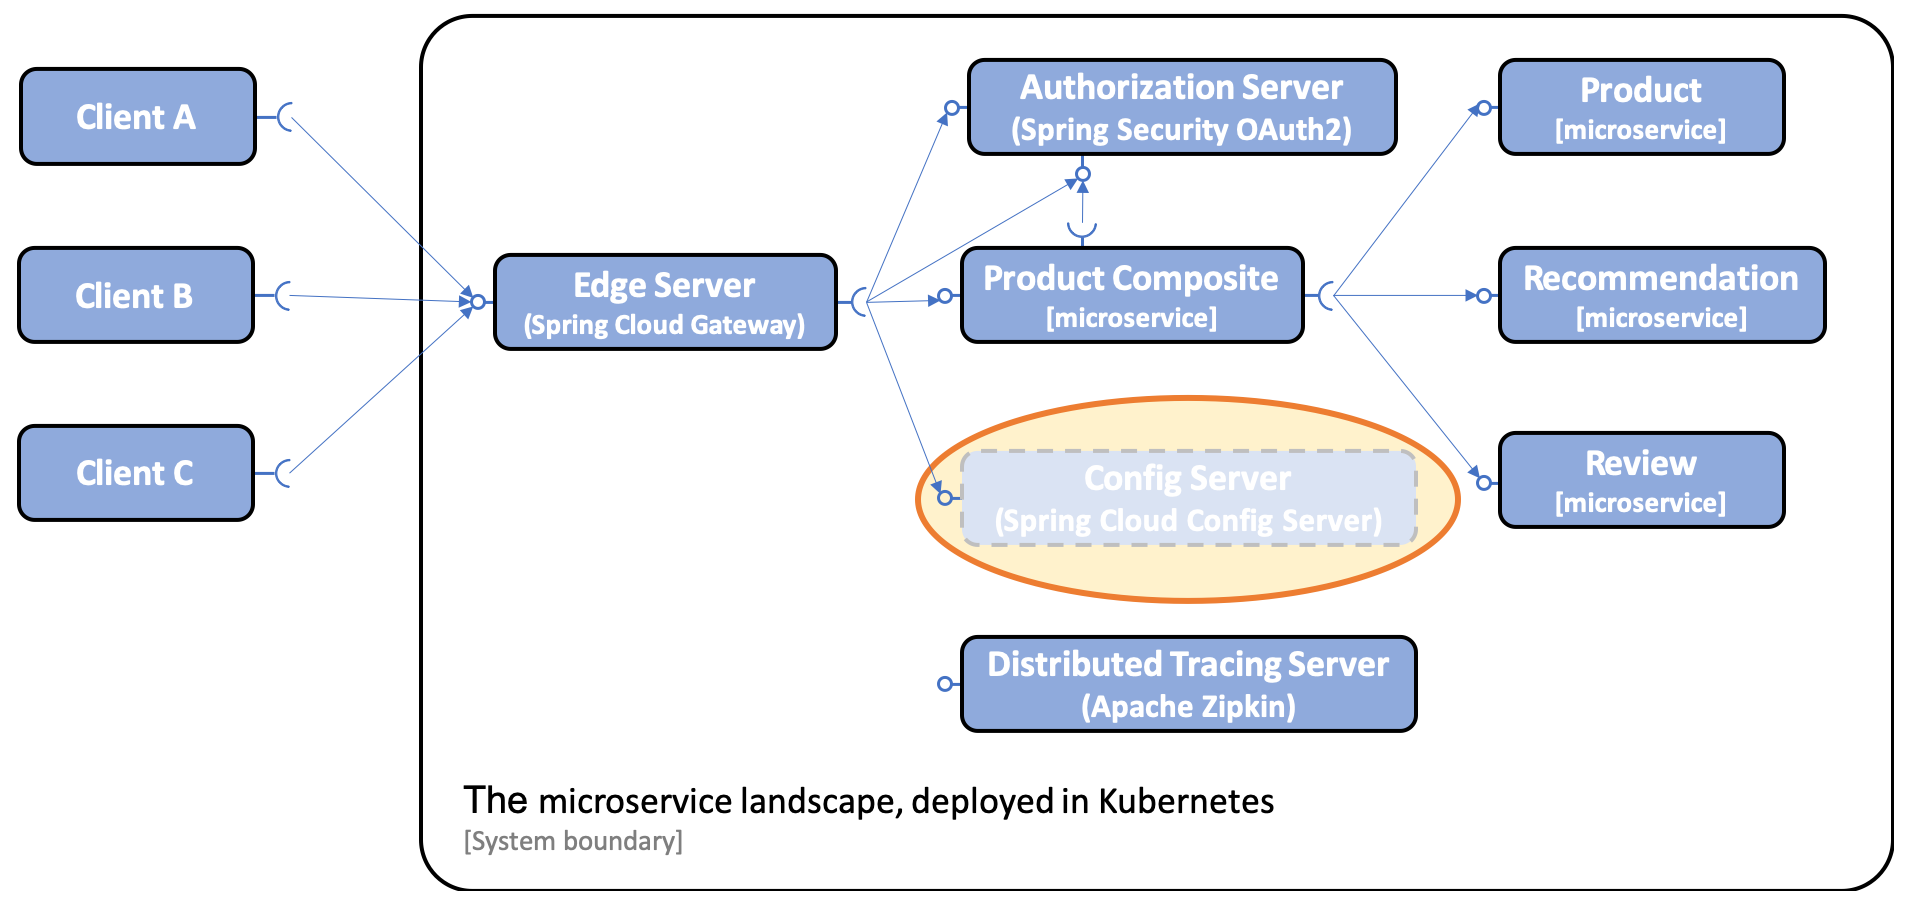 Client A
Client B
Client C
Edge Server
(Spring Cloud Gateway)
Authorization Server
(Spring Security OAuth2)
Product Composite
[microservice]
Config Server
(Spring Cloud Config Server)
Distributed Tracing Server
(Apache Zipkin)
Product
[microservice]
Recommendation
[microservice]
Review
[microservice]
The microservice landscape, deployed in Kubernetes
[System boundary]